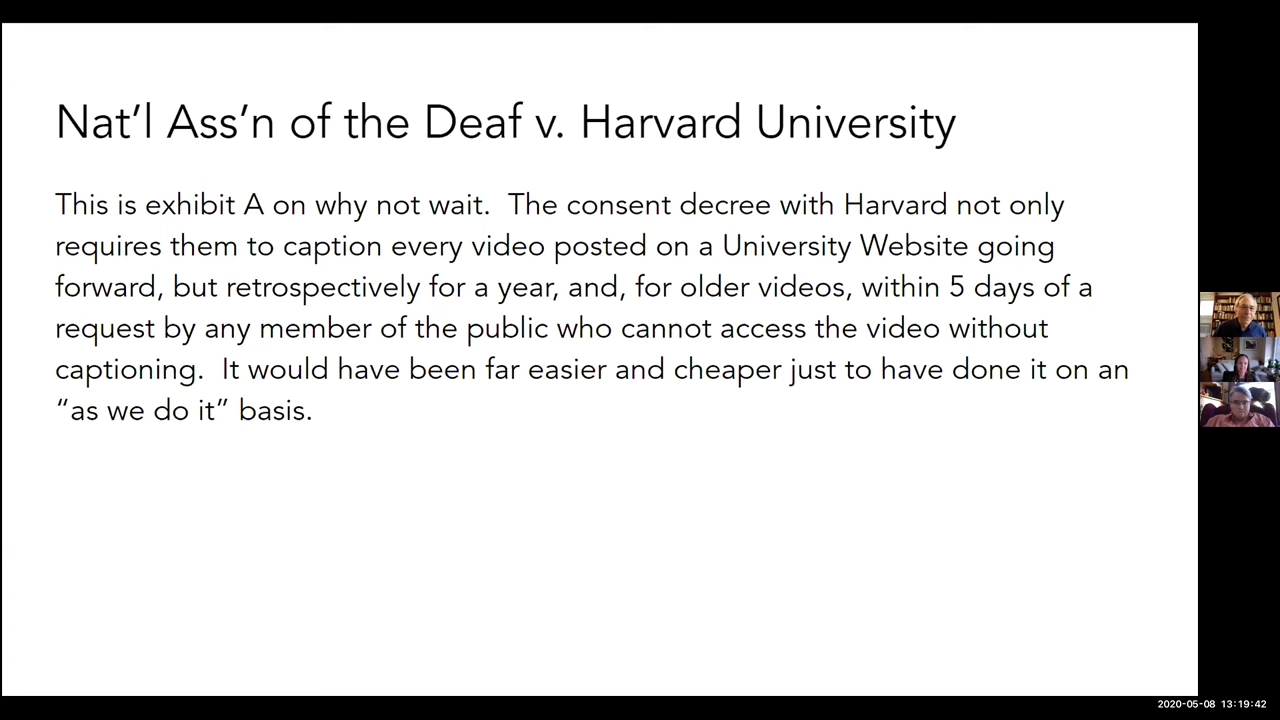 Nat’l Ass’n of the Deaf v. Harvard University
This is exhibit A on why not wait.  The consent decree with Harvard not only
requires them to caption every video posted on a University Website going
forward, but retrospectively for a year, and, for older videos, within 5 days of a
request by any member of the public who cannot access the video without
captioning.  It would have been far easier and cheaper just to have done it on an
“as we do it” basis.
2020-05-08 13:19:42